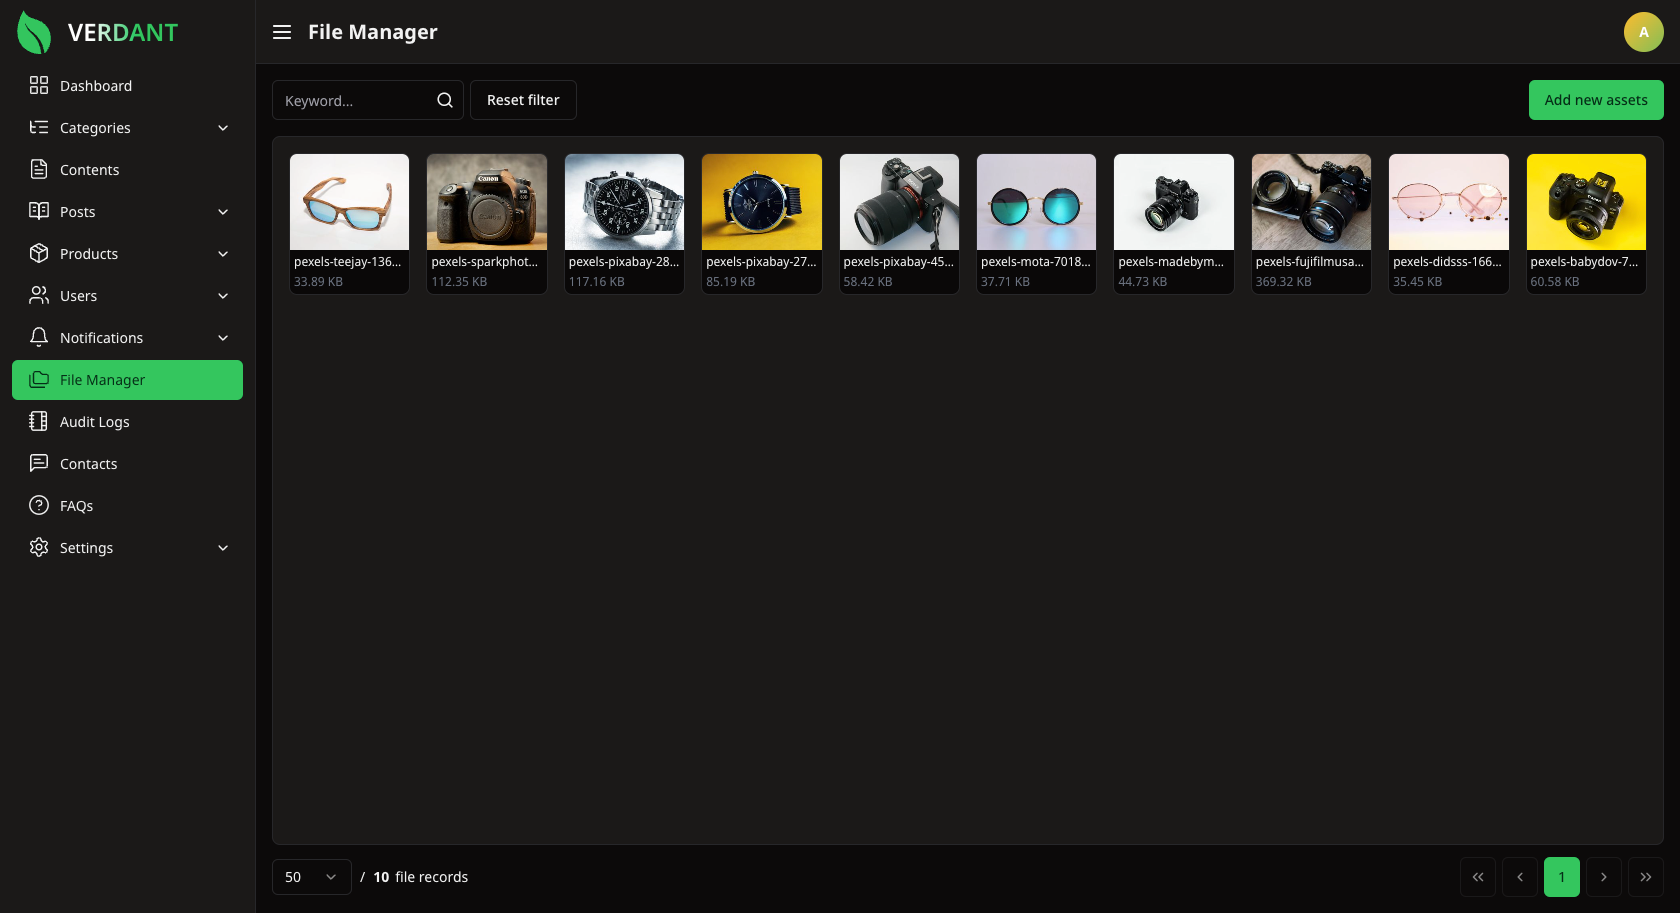 VERDANT
File Manager
A
Dashboard
Categories
Contents
Posts
Products
Users
Notifications
File Manager
Audit Logs
Contacts
FAQs
Settings
Keyword...
Reset filter
Add new assets
pexels-teejay-136...
33.89 KB
pexels-sparkphot...
112.35 KB
pexels-pixabay-28...
117.16 KB
pexels-pixabay-27...
85.19 KB
pexels-pixabay-45...
58.42 KB
pexels-mota-7018...
37.71 KB
pexels-madebym...
44.73 KB
pexels-fujifilmusa...
369.32 KB
pexels-didsss-166...
35.45 KB
pexels-babydov-7...
60.58 KB
Canon
50 / 10 file records
1